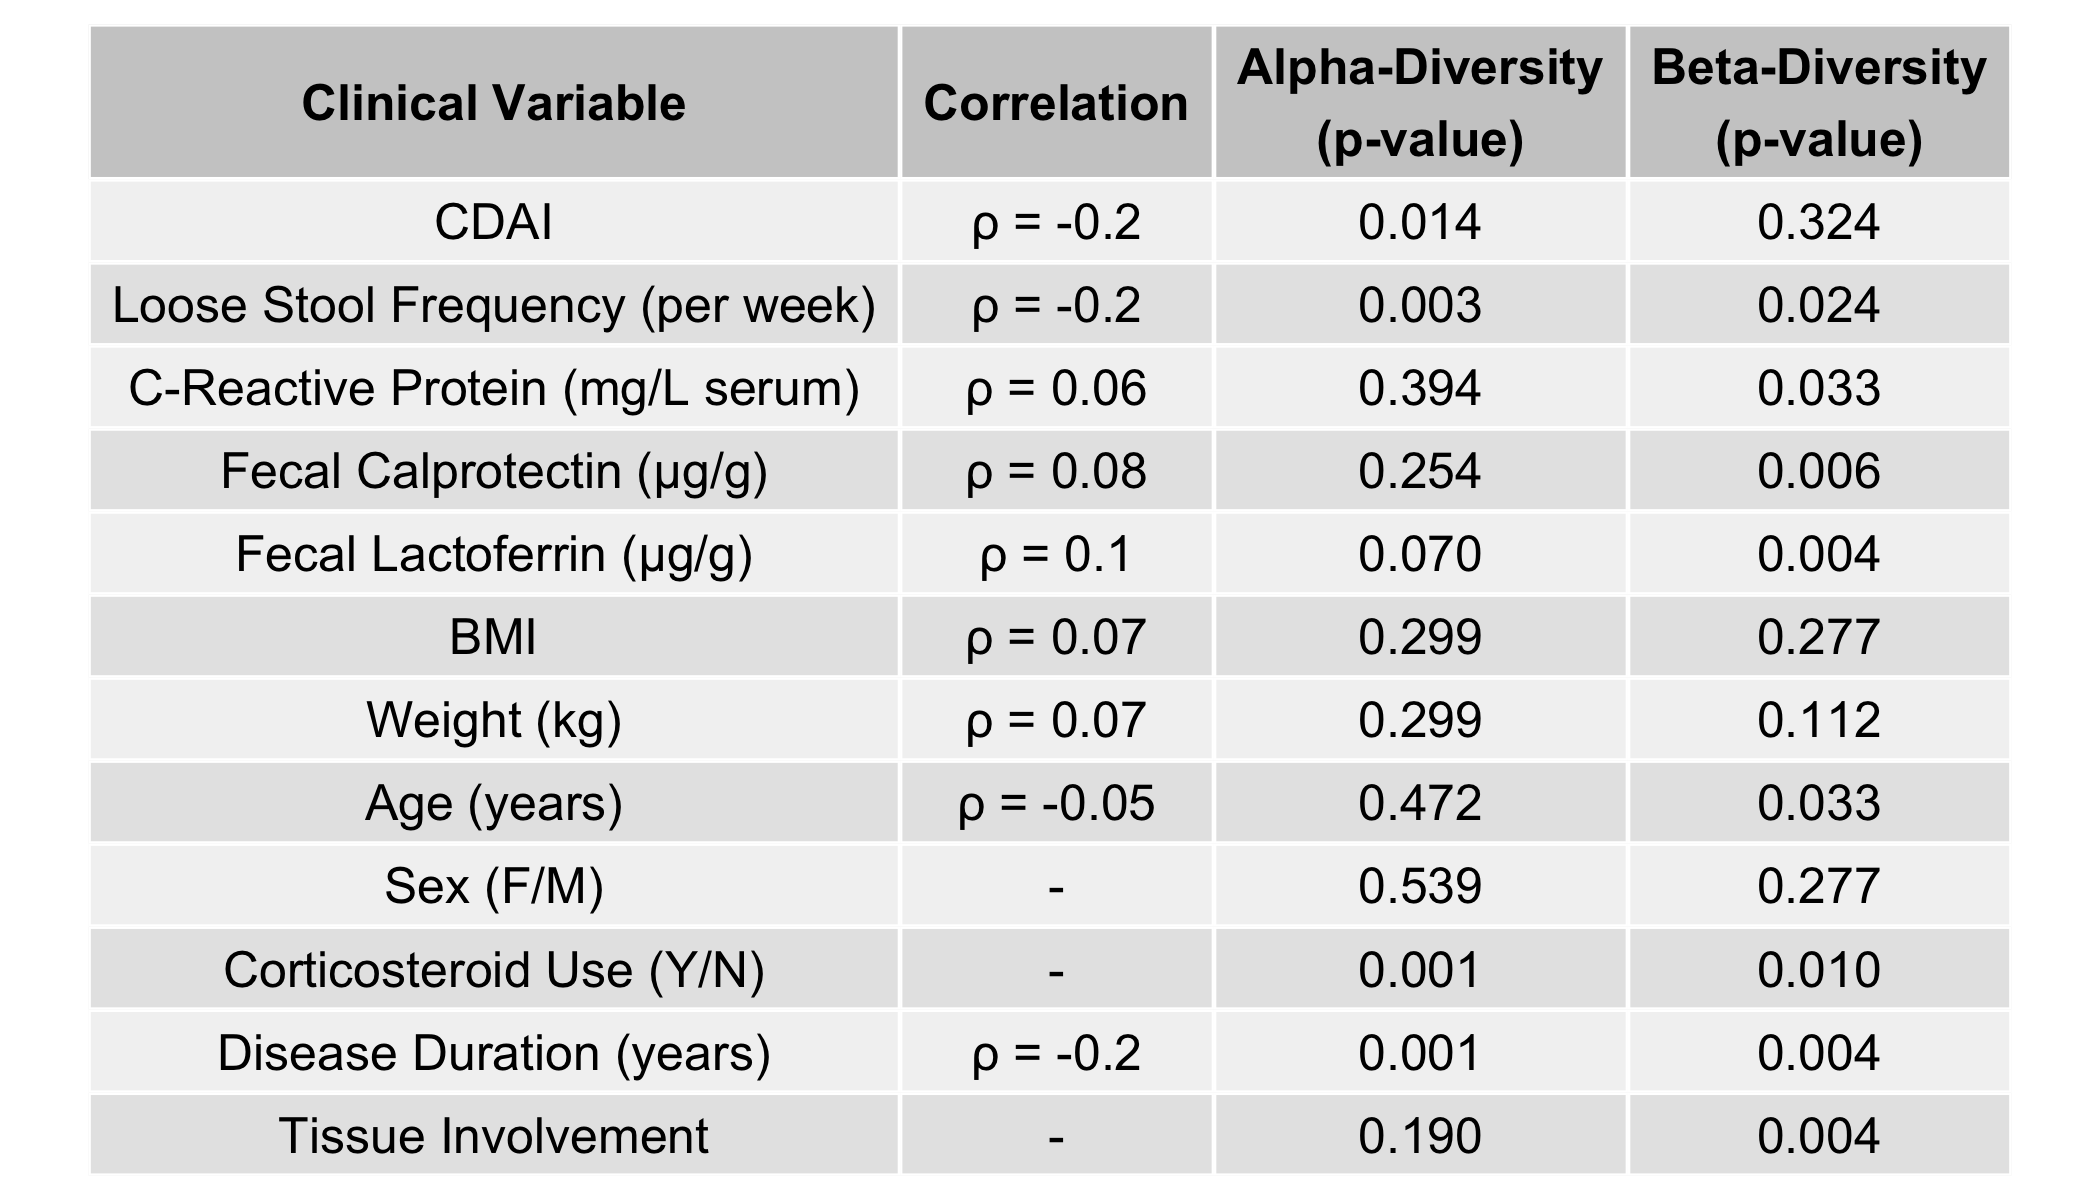 Clinical Variable Correlation Alpha-Diversity (p-value) Beta-Diversity (p-value)
CDAI ρ = -0.2 0.014 0.324
Loose Stool Frequency (per week) ρ = -0.2 0.003 0.024
C-Reactive Protein (mg/L serum) ρ = 0.06 0.394 0.033
Fecal Calprotectin (µg/g) ρ = 0.08 0.254 0.006
Fecal Lactoferrin (µg/g) ρ = 0.1 0.070 0.004
BMI ρ = 0.07 0.299 0.277
Weight (kg) ρ = 0.07 0.299 0.112
Age (years) ρ = -0.05 0.472 0.033
Sex (F/M) - 0.539 0.277
Corticosteroid Use (Y/N) - 0.001 0.010
Disease Duration (years) ρ = -0.2 0.001 0.004
Tissue Involvement - 0.190 0.004